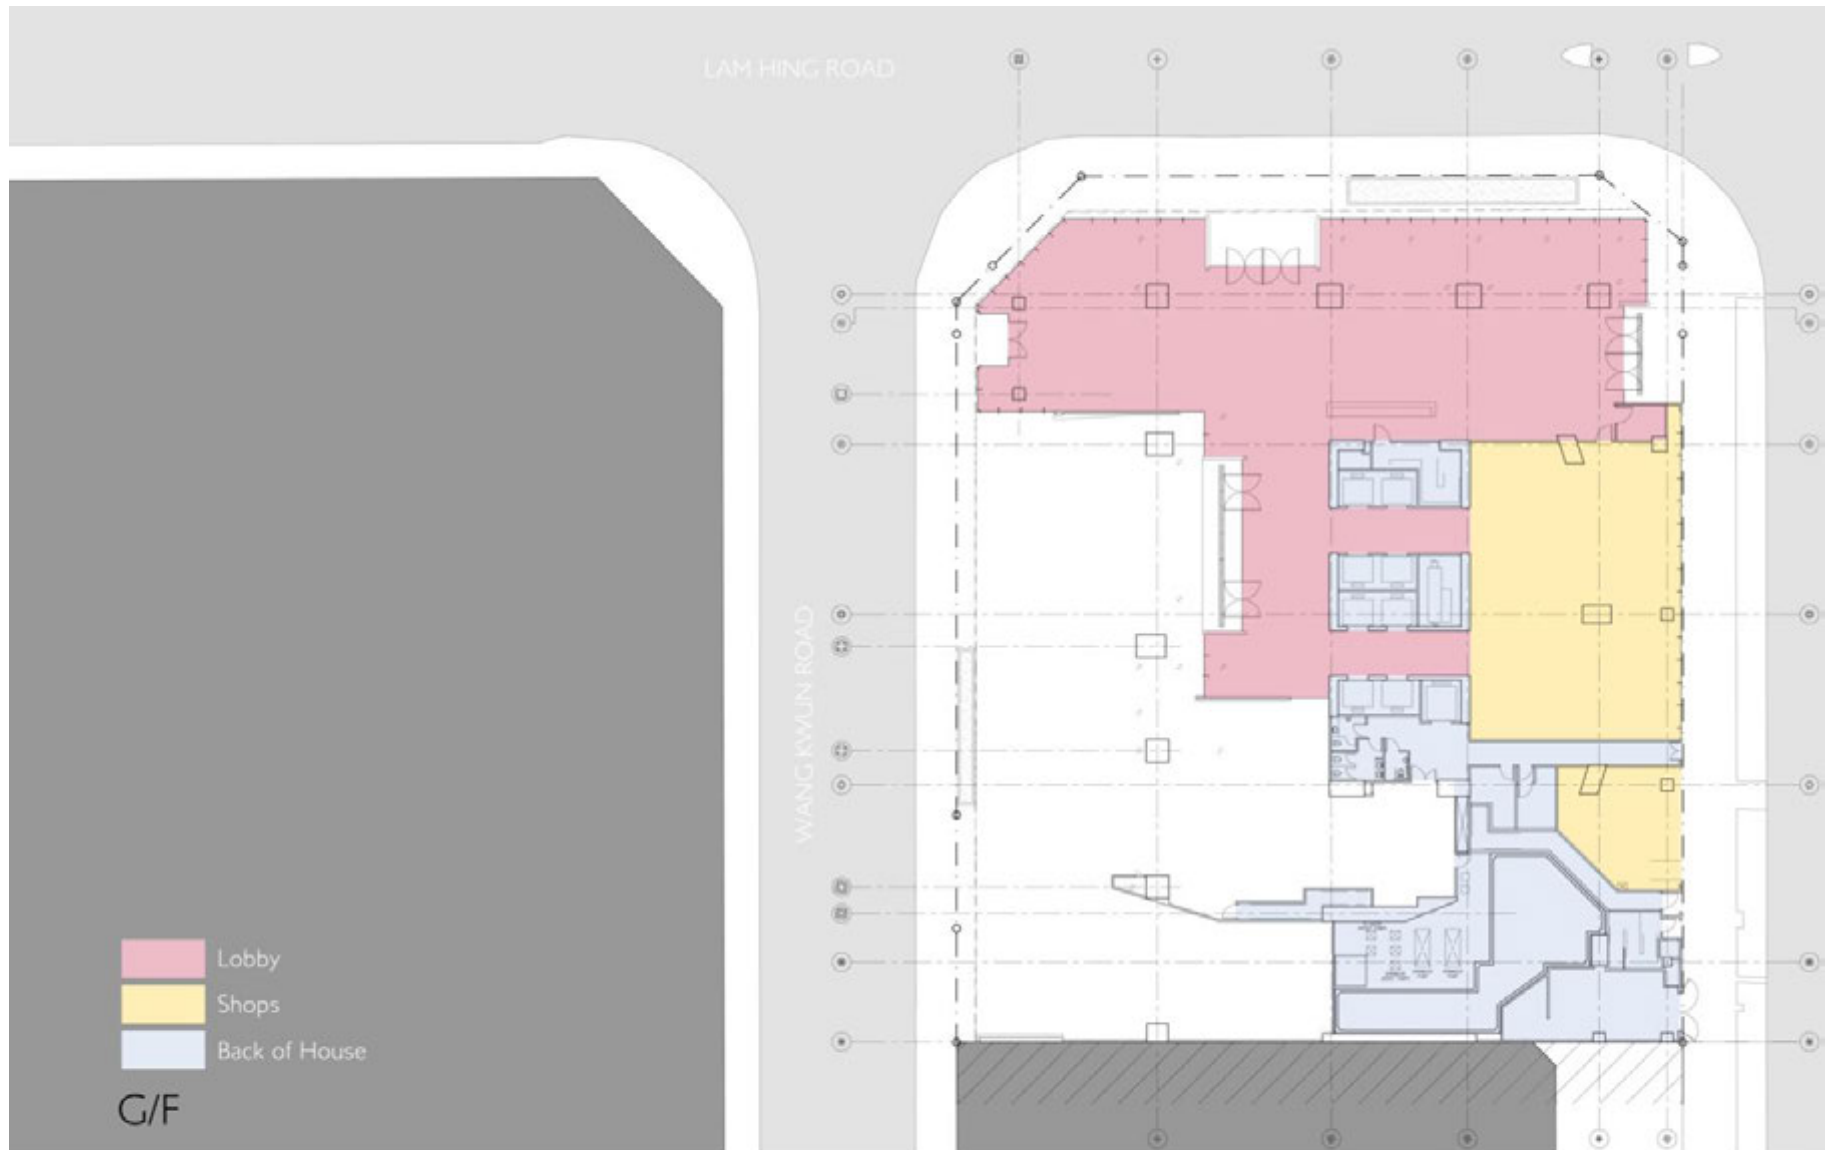 LAM HING ROAD
WANG KWUN ROAD
Lobby
Shops
Back of House
G/F